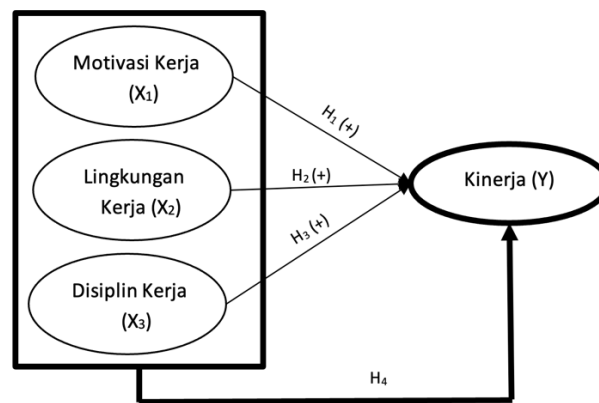 Motivasi Kerja
(X₁)
H₁ (+)
Lingkungan
Kerja (X₂)
H₂ (+)
Kinerja (Y)
H₃ (+)
Disiplin Kerja
(X₃)
H₄